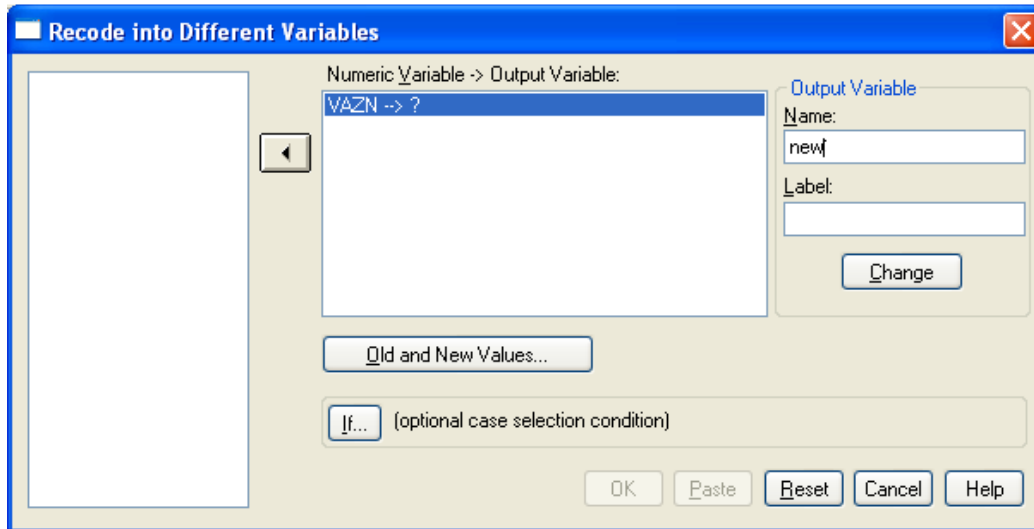 Recode into Different Variables
Numeric Variable -> Output Variable:
VAZN --> ?
Output Variable
Name:
new
Label:
Change
Old and New Values...
If... (optional case selection condition)
OK Paste Reset Cancel Help